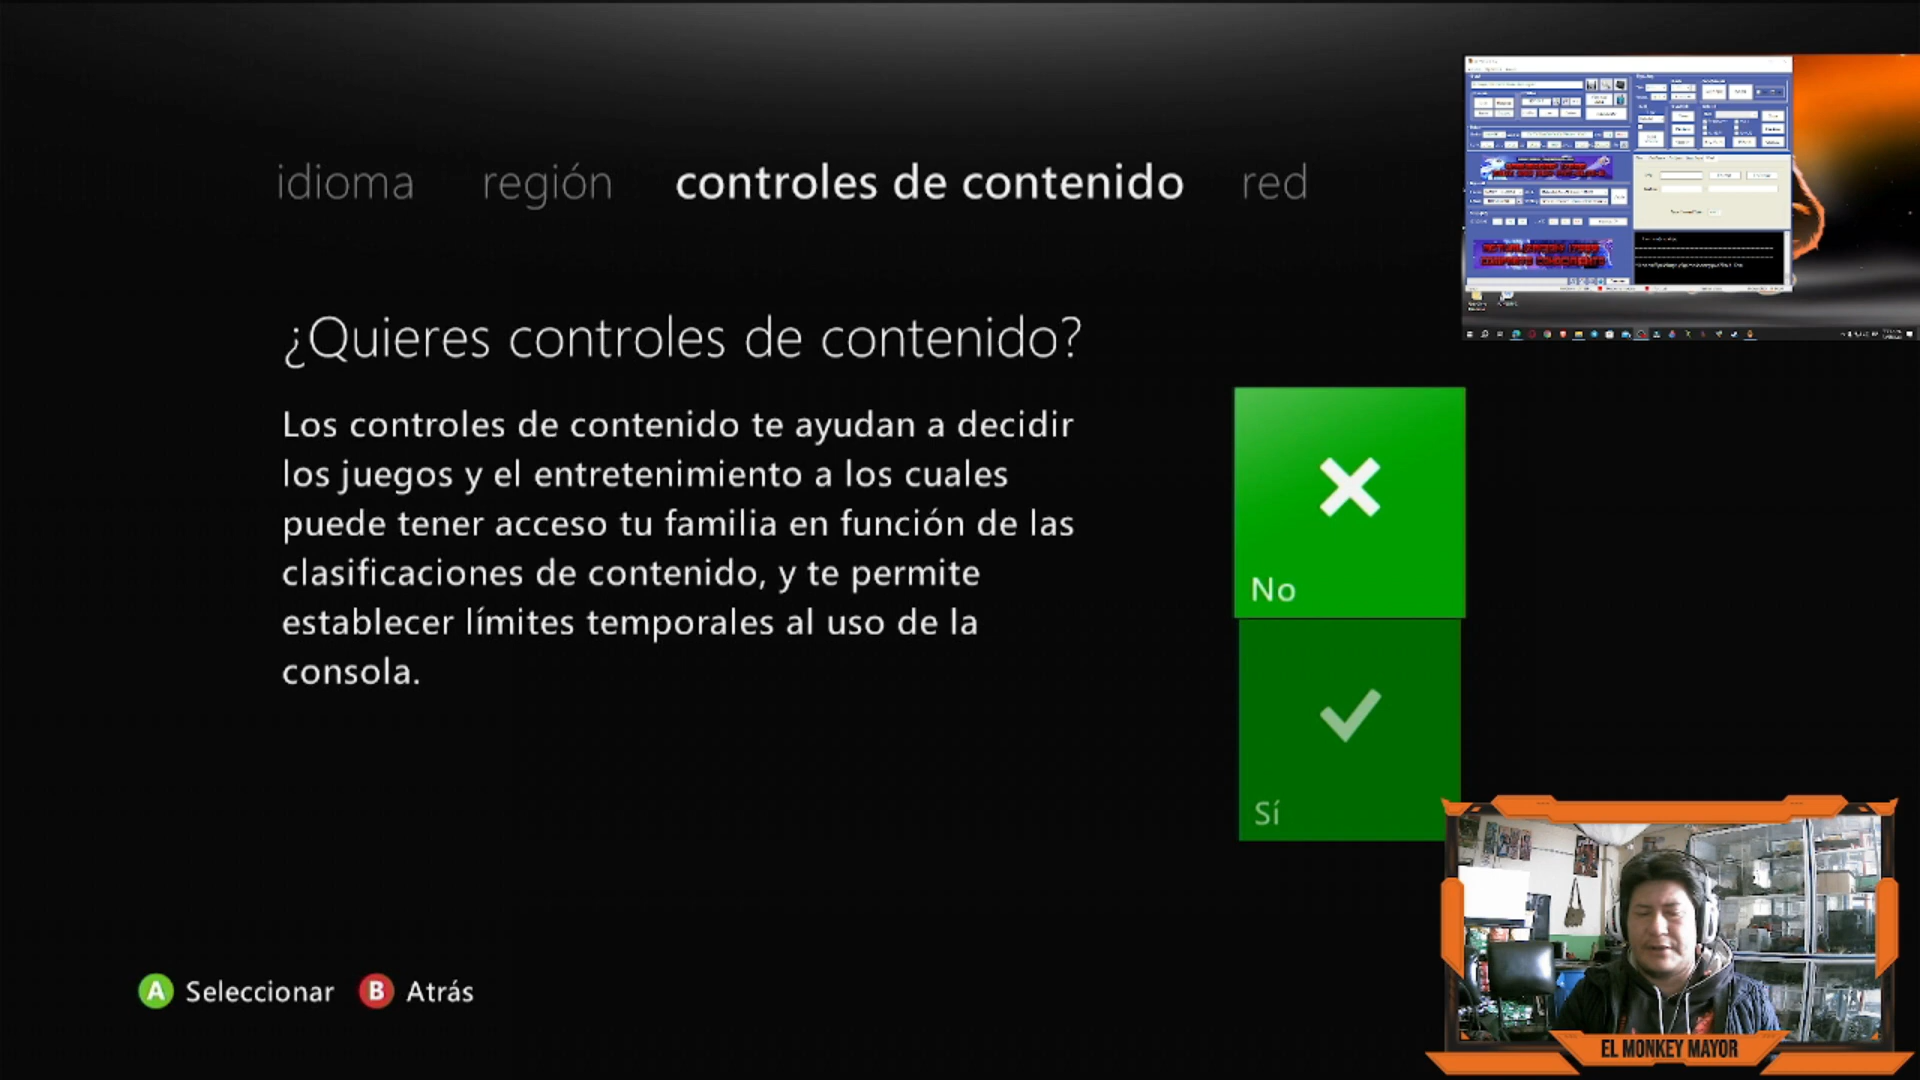 idioma región controles de contenido red
¿Quieres controles de contenido?
Los controles de contenido te ayudan a decidir
los juegos y el entretenimiento a los cuales
puede tener acceso tu familia en función de las
clasificaciones de contenido, y te permite
establecer límites temporales al uso de la
consola.
No
Sí
A Seleccionar B Atrás
EL MONKEY MAYOR